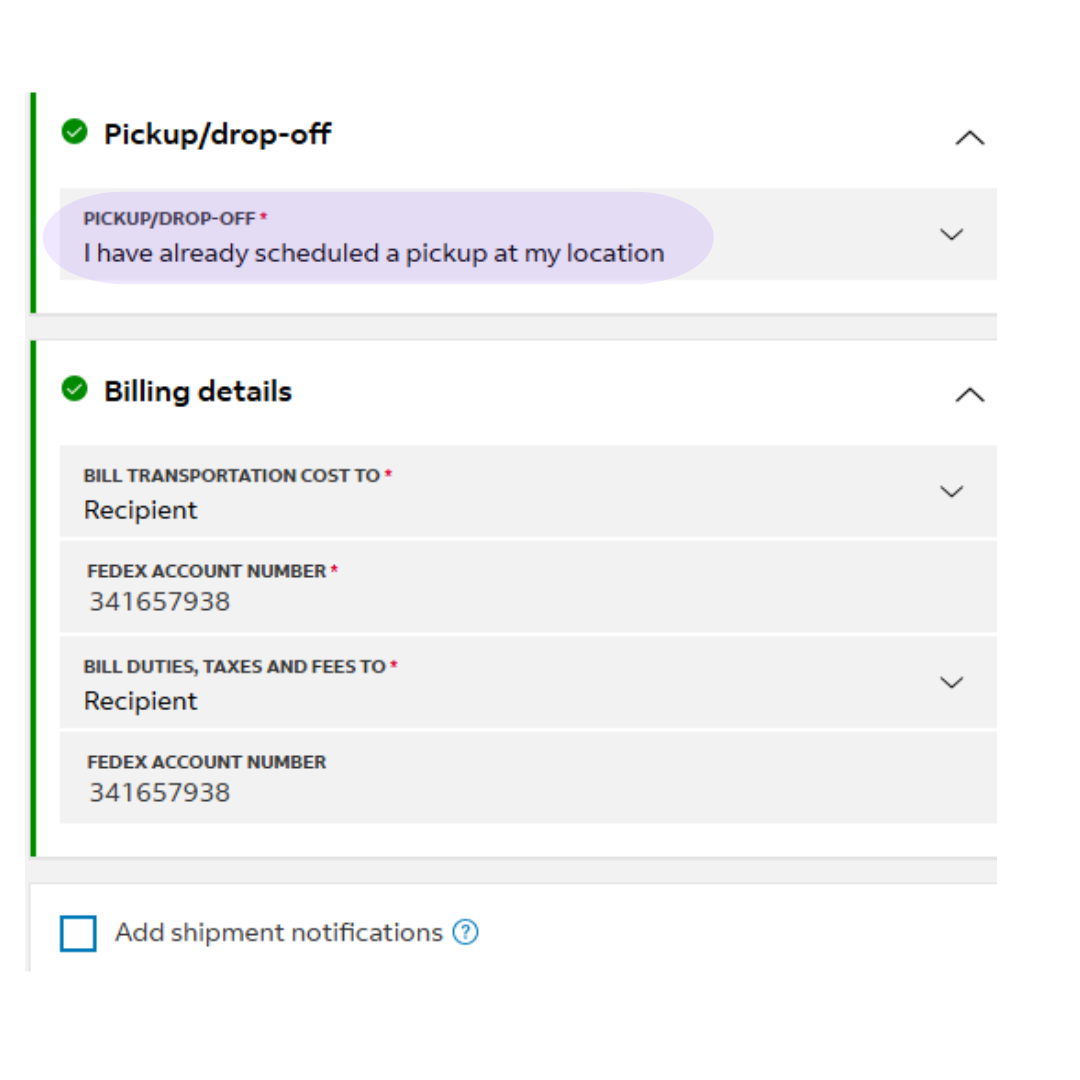 Pickup/drop-off
PICKUP/DROP-OFF *
I have already scheduled a pickup at my location
Billing details
BILL TRANSPORTATION COST TO *
Recipient
FEDEX ACCOUNT NUMBER *
341657938
BILL DUTIES, TAXES AND FEES TO *
Recipient
FEDEX ACCOUNT NUMBER
341657938
Add shipment notifications ?